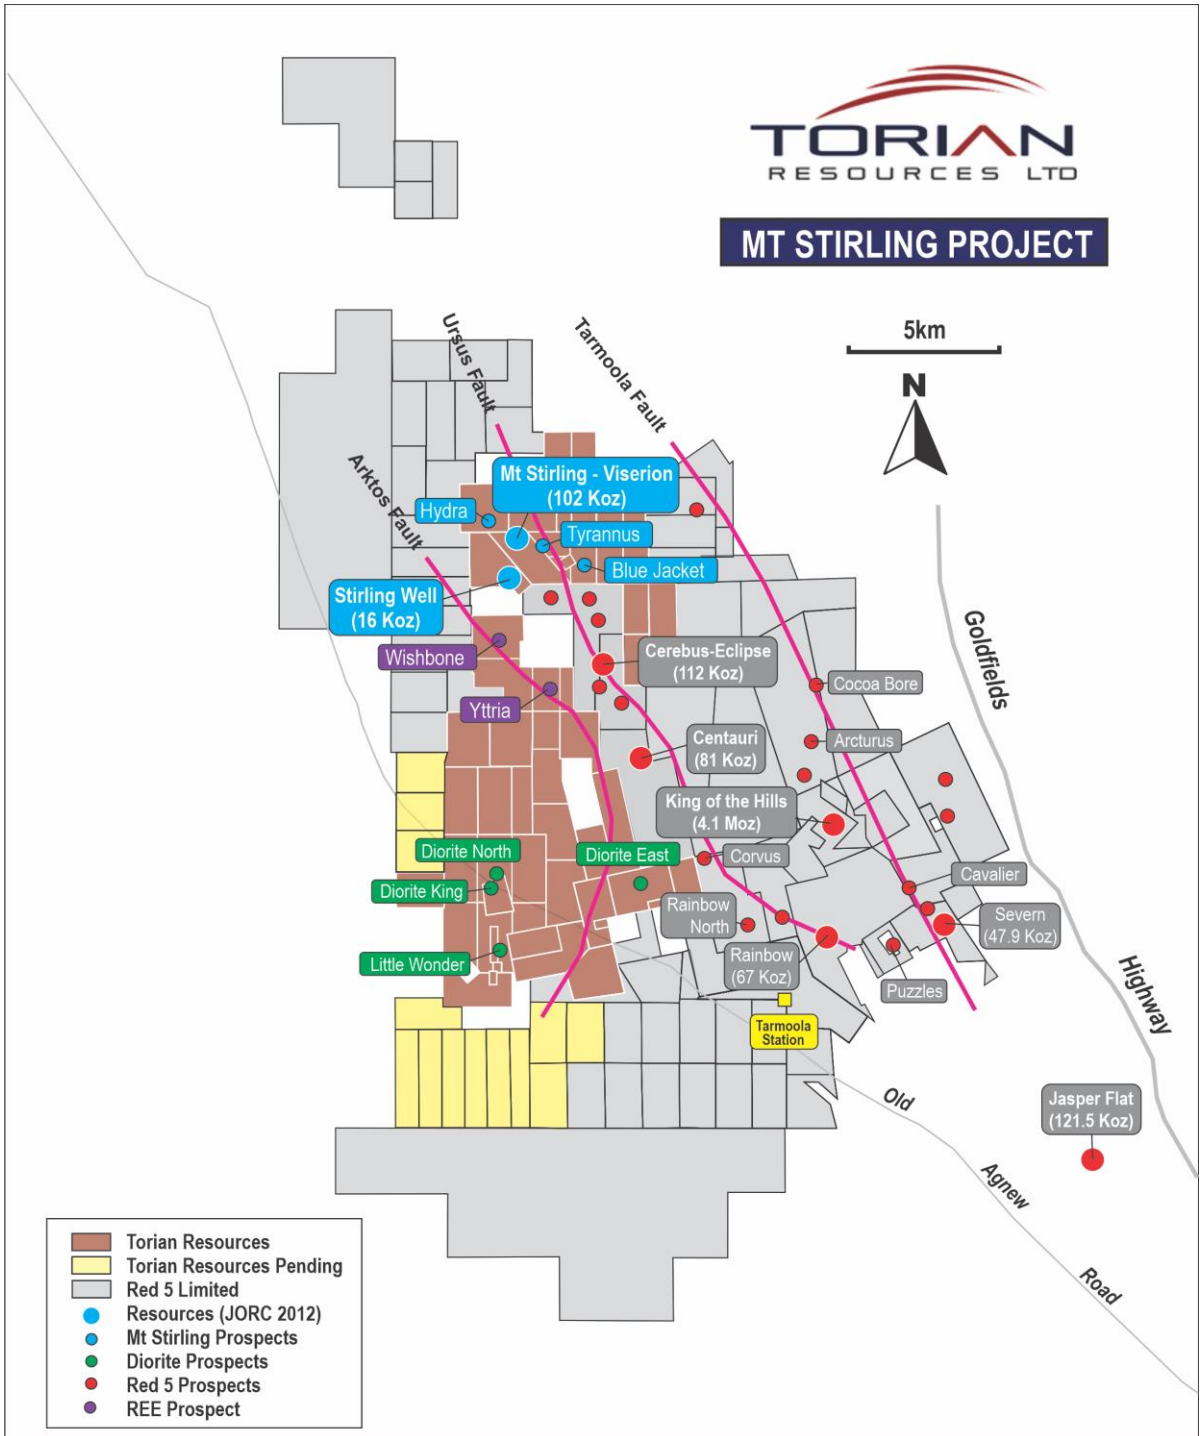 TORIAN
RESOURCES LTD
MT STIRLING PROJECT
5km
N
Ursus Fault
Tarmoola Fault
Arktos Fault
Mt Stirling - Viserion
(102 Koz)
Hydra
Tyrannus
Blue Jacket
Stirling Well
(16 Koz)
Wishbone
Yttria
Cerebus-Eclipse
(112 Koz)
Cocoa Bore
Goldfields
Centauri
(81 Koz)
Arcturus
King of the Hills
(4.1 Moz)
Diorite North
Diorite East
Corvus
Diorite King
Cavalier
Rainbow
North
Severn
(47.9 Koz)
Little Wonder
Rainbow
(67 Koz)
Puzzles
Highway
Tarmoola
Station
Old
Agnew
Road
Jasper Flat
(121.5 Koz)
Torian Resources
Torian Resources Pending
Red 5 Limited
Resources (JORC 2012)
Mt Stirling Prospects
Diorite Prospects
Red 5 Prospects
REE Prospect